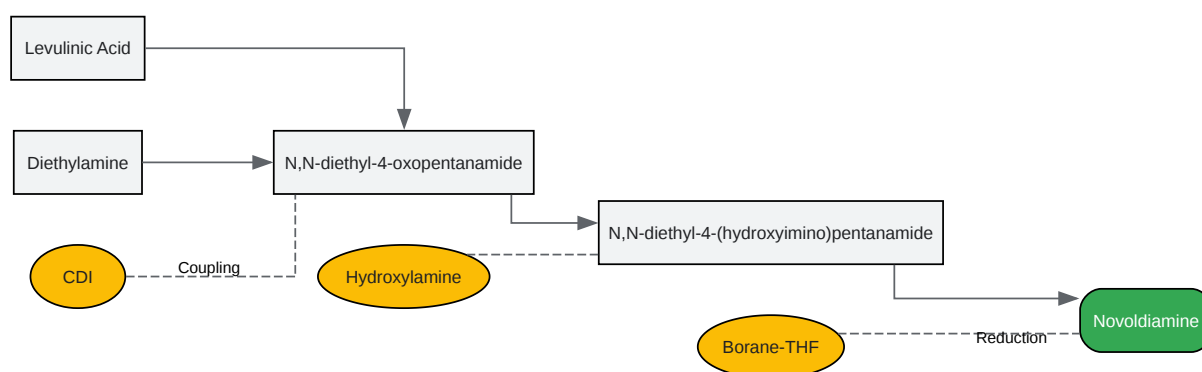 Levulinic Acid
Diethylamine
N,N-diethyl-4-oxopentanamide
N,N-diethyl-4-(hydroxyimino)pentanamide
CDI
Coupling
Hydroxylamine
Novoldiamine
Reduction
Borane-THF